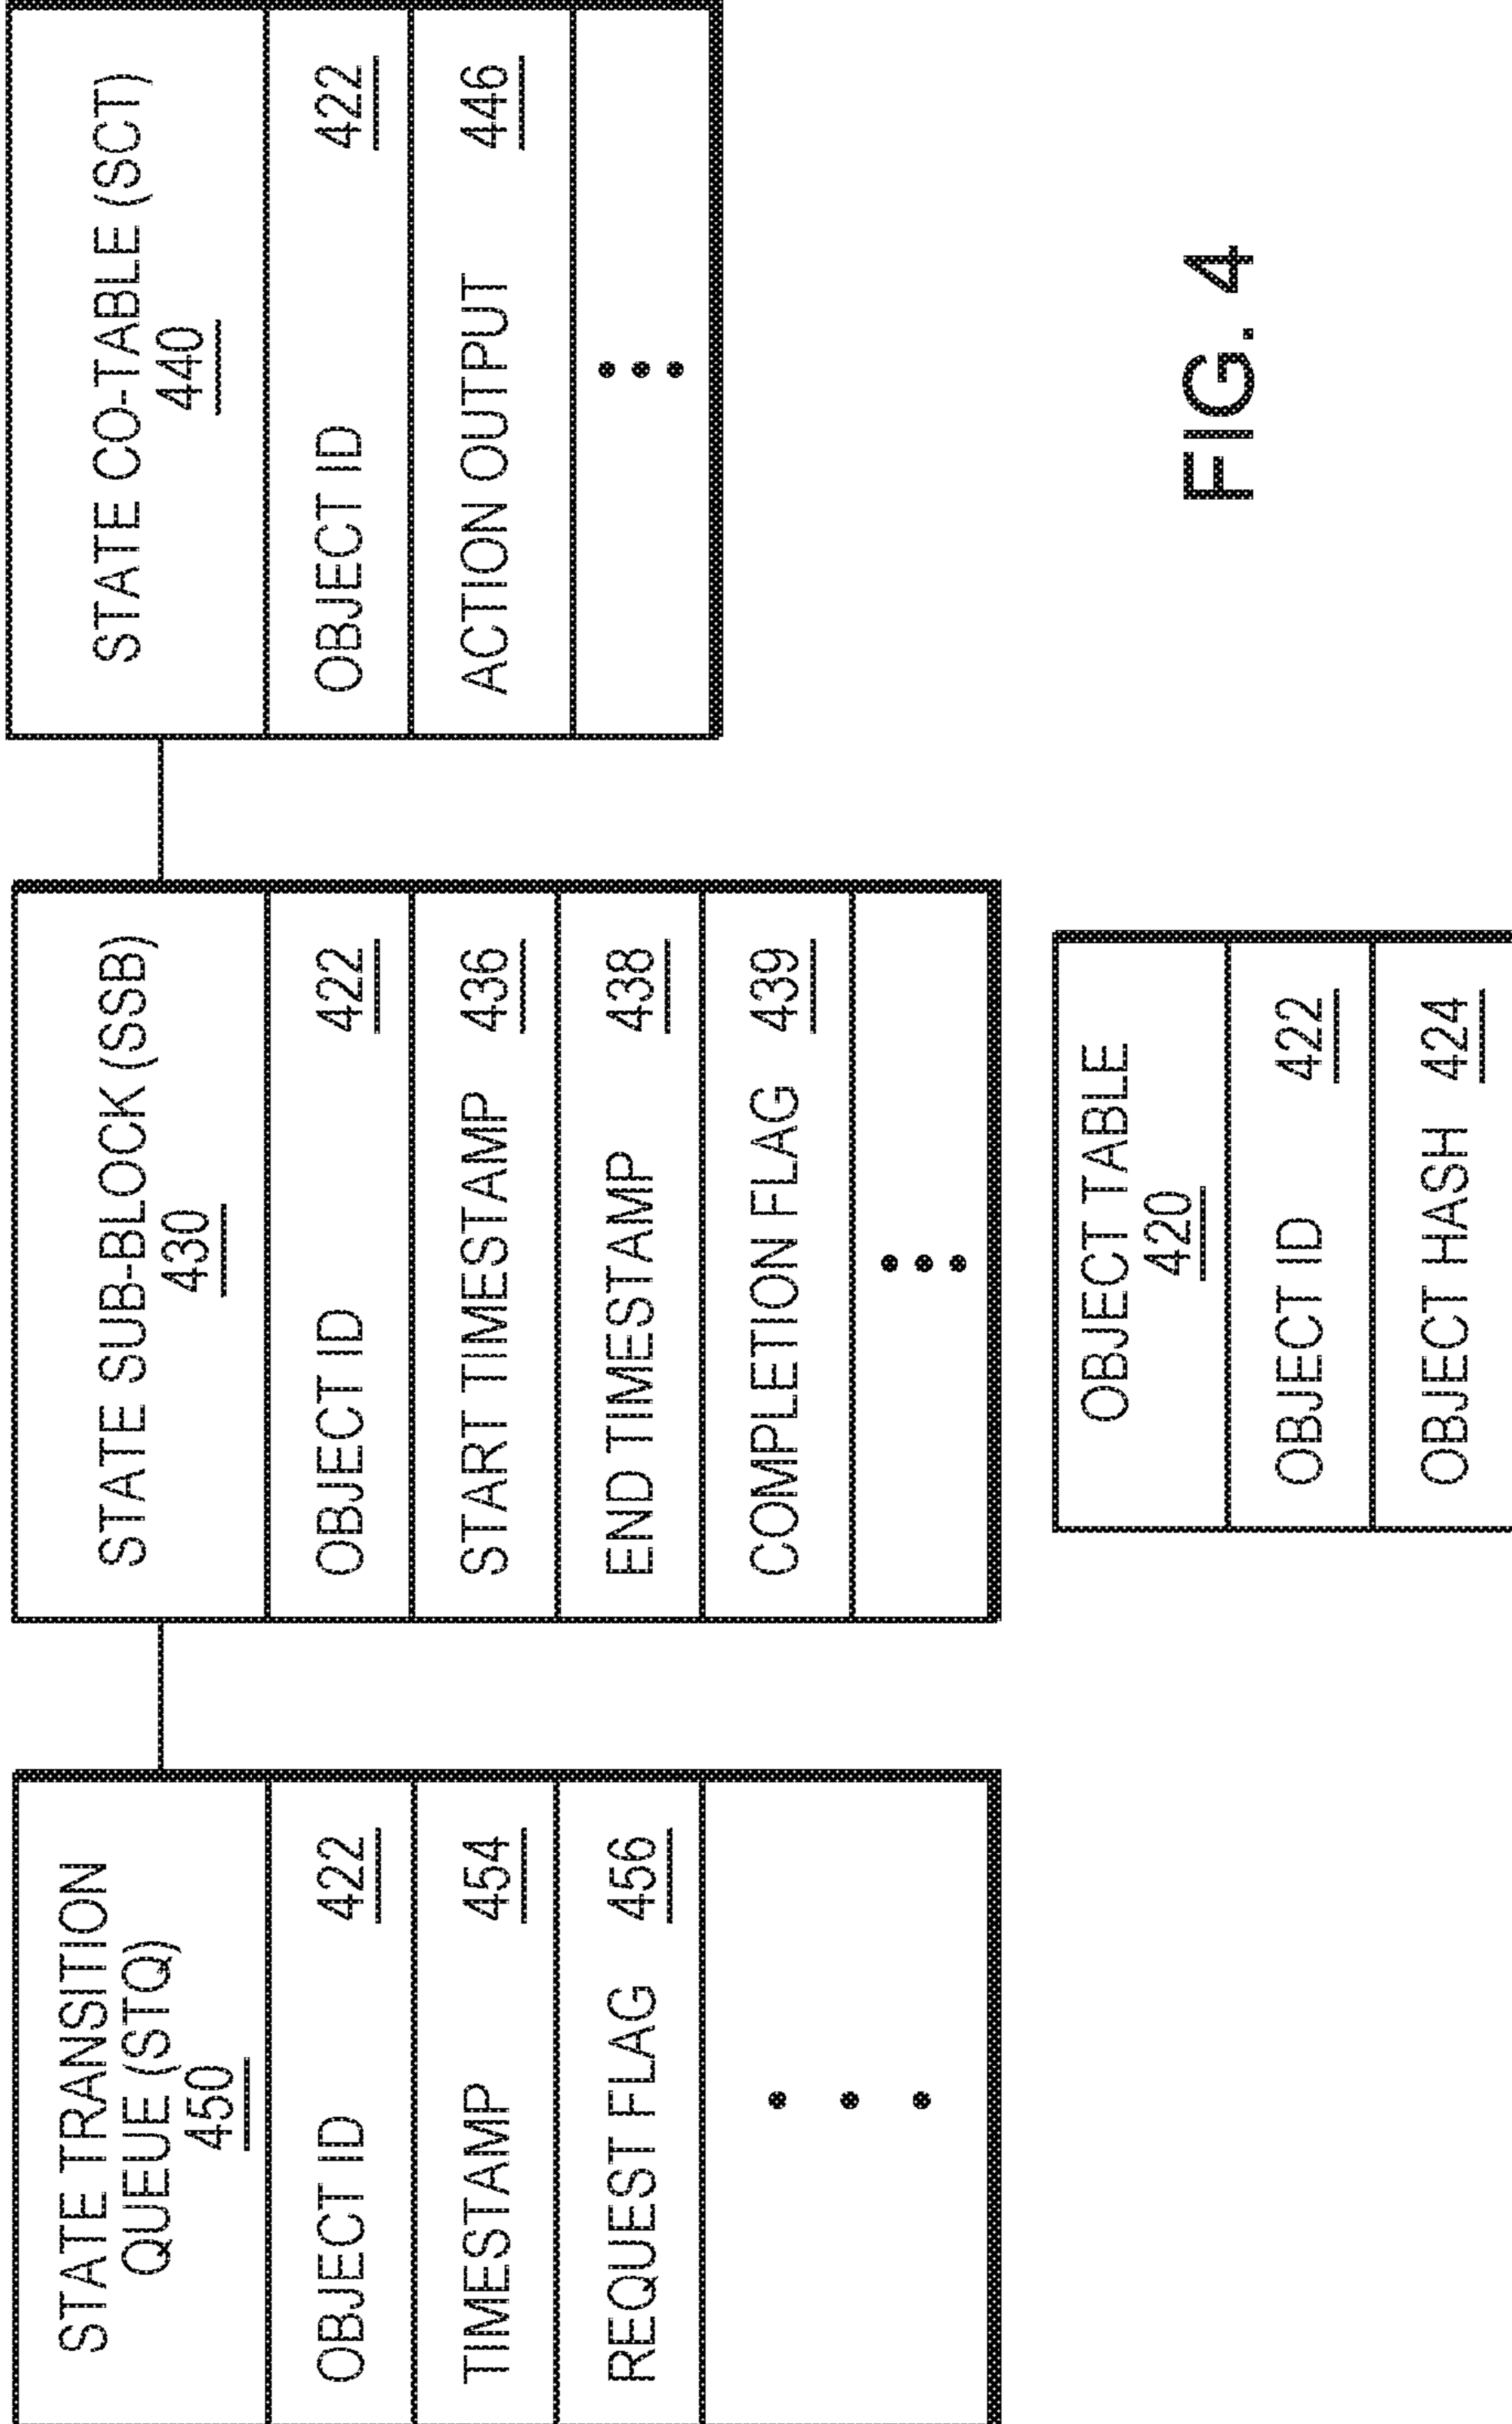 STATE TRANSITION
QUEUE (STQ)
450
OBJECT ID 422
TIMESTAMP 454
REQUEST FLAG 456
STATE SUB-BLOCK (SSB)
430
OBJECT ID 422
START TIMESTAMP 436
END TIMESTAMP 438
COMPLETION FLAG 439
STATE CO-TABLE (SCT)
440
OBJECT ID 422
ACTION OUTPUT 446
OBJECT TABLE
420
OBJECT ID 422
OBJECT HASH 424
FIG. 4